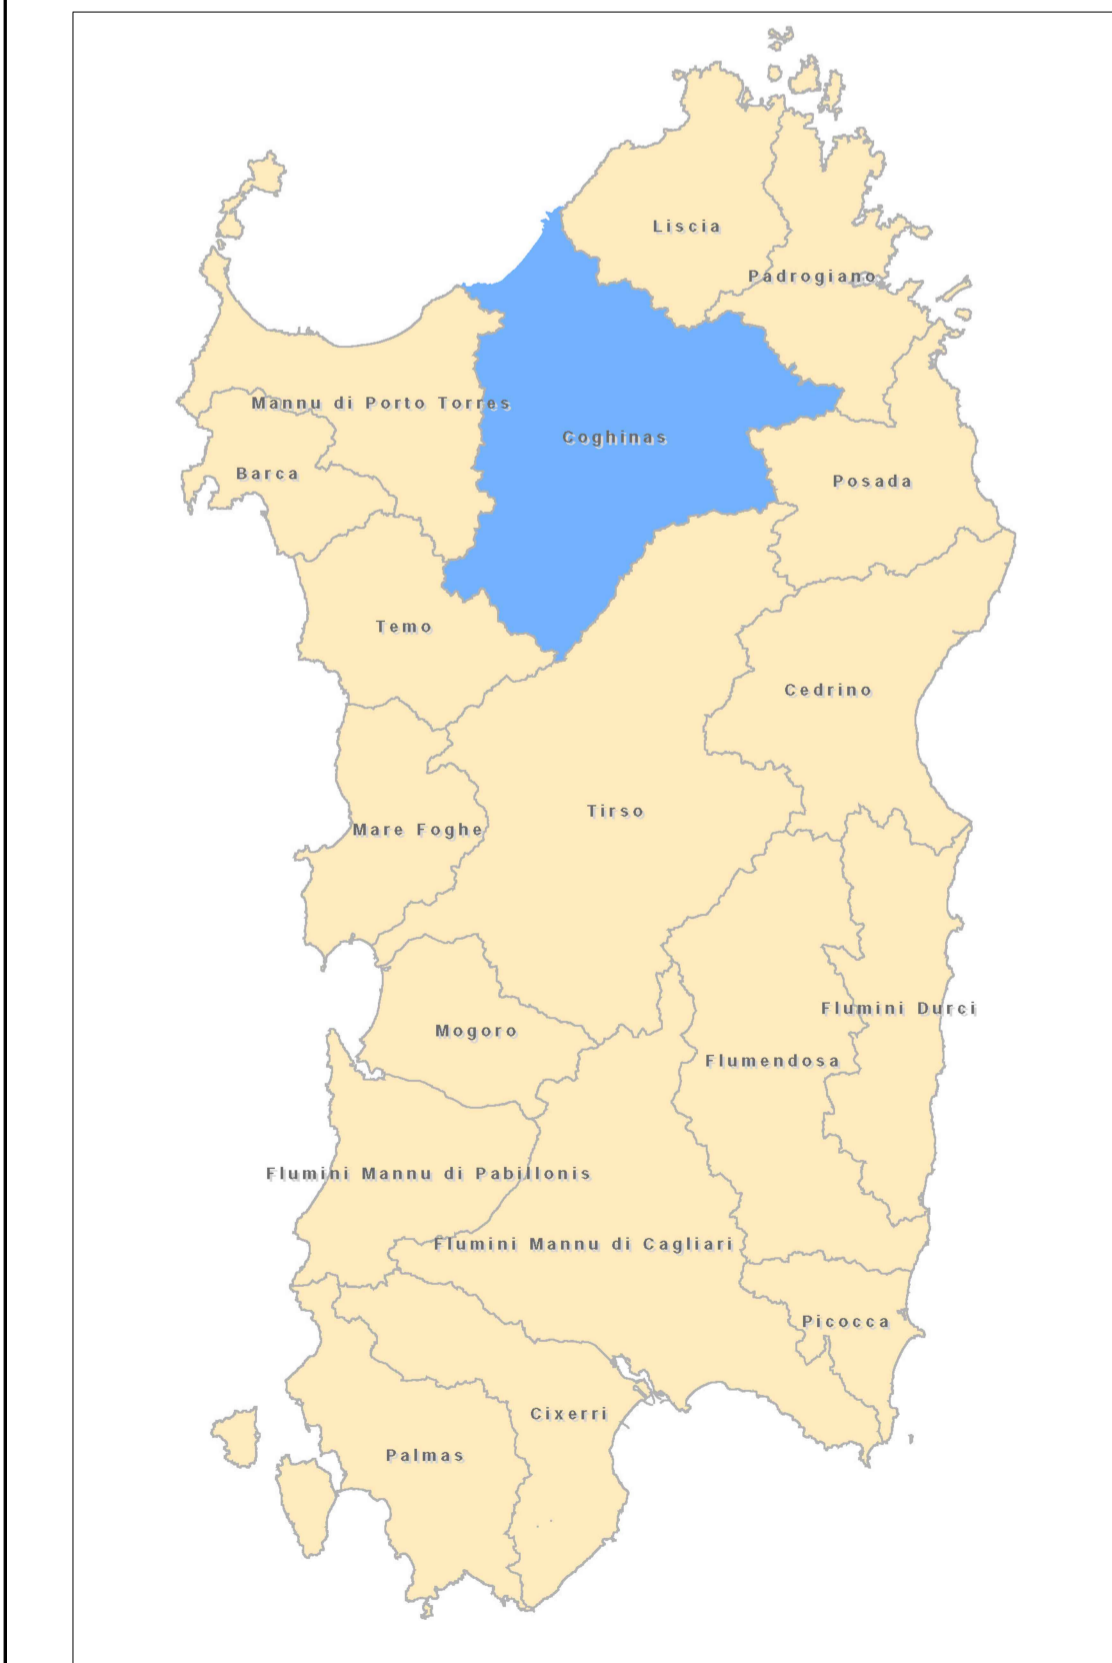 Liscia
Padrogiano
Mannu di Porto Torres
Coghinas
Barca
Posada
Temo
Cedrino
Tirso
Mare Foghe
Flumini Durci
Mogoro
Flumendosa
Flumini Mannu di Pabillonis
Flumini Mannu di Cagliari
Picocca
Cixerri
Palmas